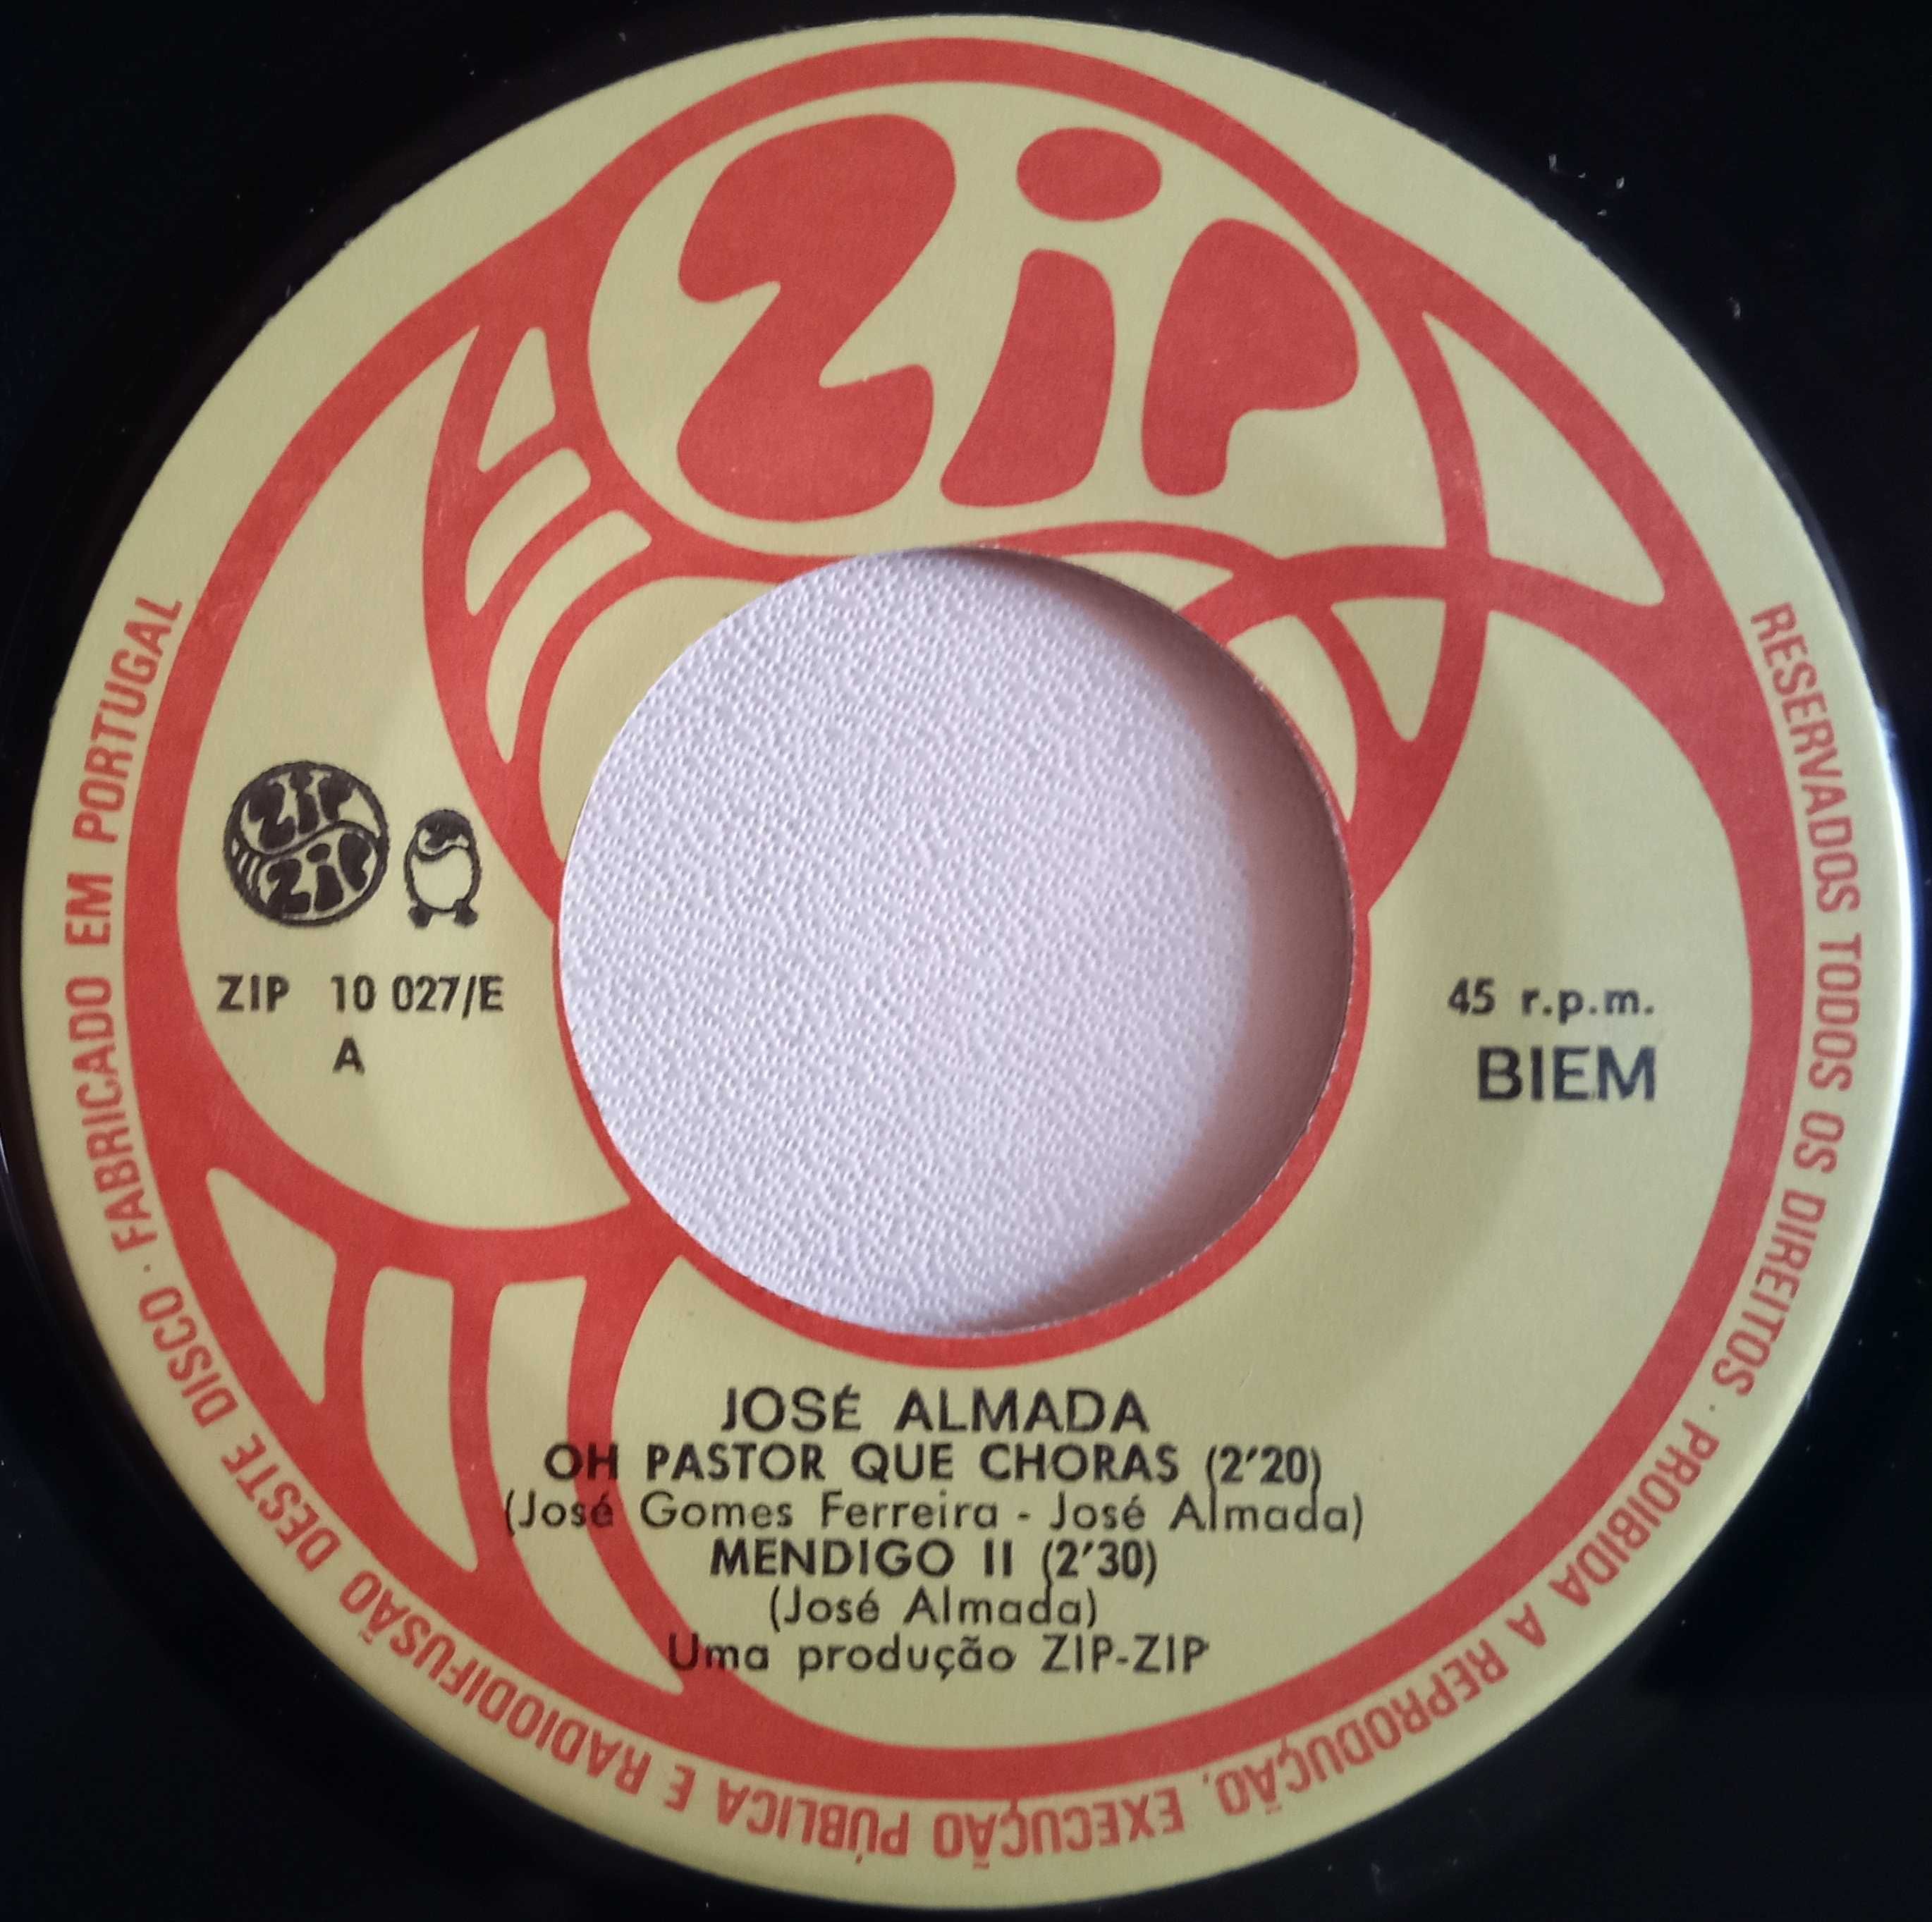 ZIP
ZIP
ZIP
ZIP 10 027/E
A
45 r.p.m.
BIEM
JOSÉ ALMADA
OH PASTOR QUE CHORAS (2'20)
(José Gomes Ferreira - José Almada)
MENDIGO II (2'30)
(José Almada)
Uma produção ZIP-ZIP
RESERVADOS TODOS OS DIREITOS · PROIBIDA A REPRODUÇÃO, EXECUÇÃO PÚBLICA E RADIODIFUSÃO DESTE DISCO · FABRICADO EM PORTUGAL